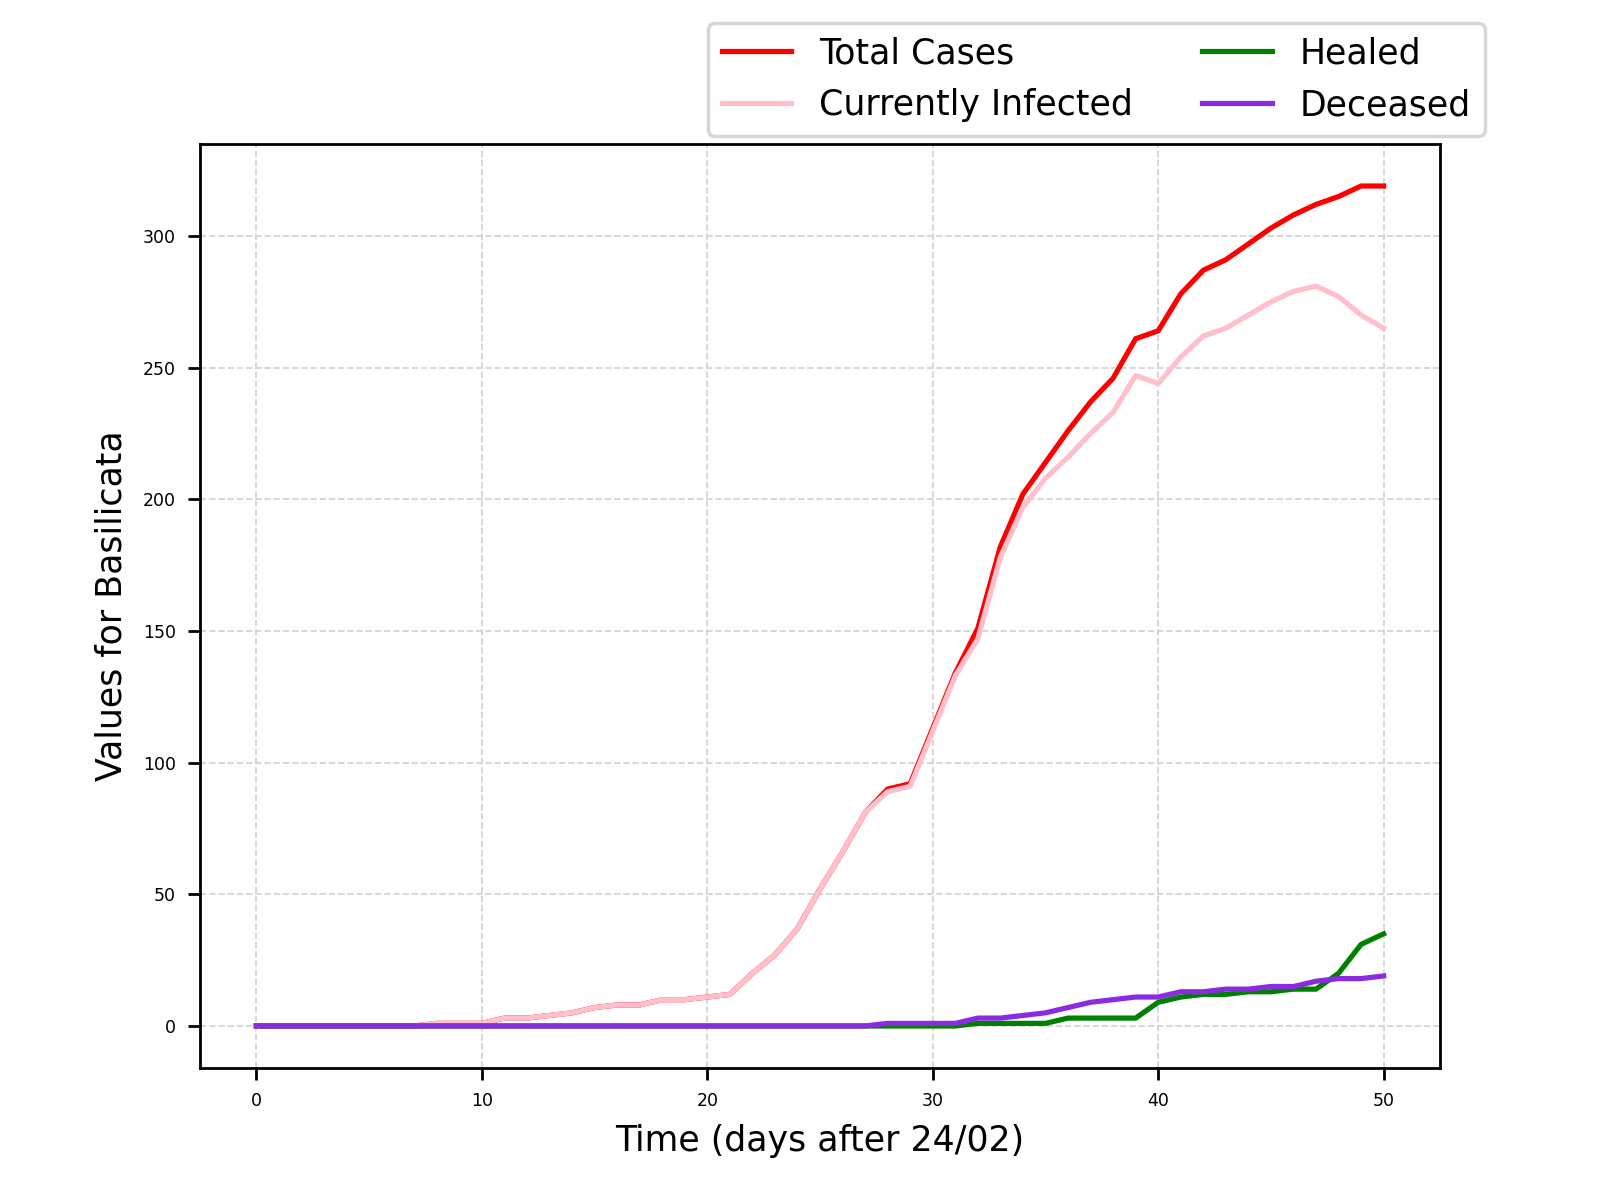 Total Cases
Currently Infected
Healed
Deceased
300
250
200
150
100
50
0
Values for Basilicata
0 10 20 30 40 50
Time (days after 24/02)